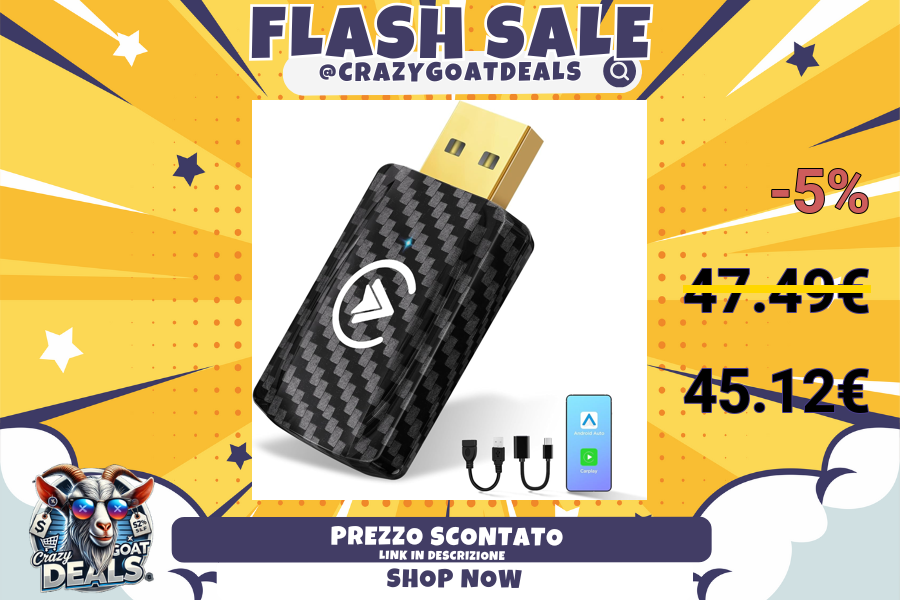 FLASH SALE
@CRAZYGOATDEALS
-5%
47.49€
45.12€
Android Auto
Carplay
$
52%
Crazy
GOAT
DEALS
PREZZO SCONTATO
LINK IN DESCRIZIONE
SHOP NOW